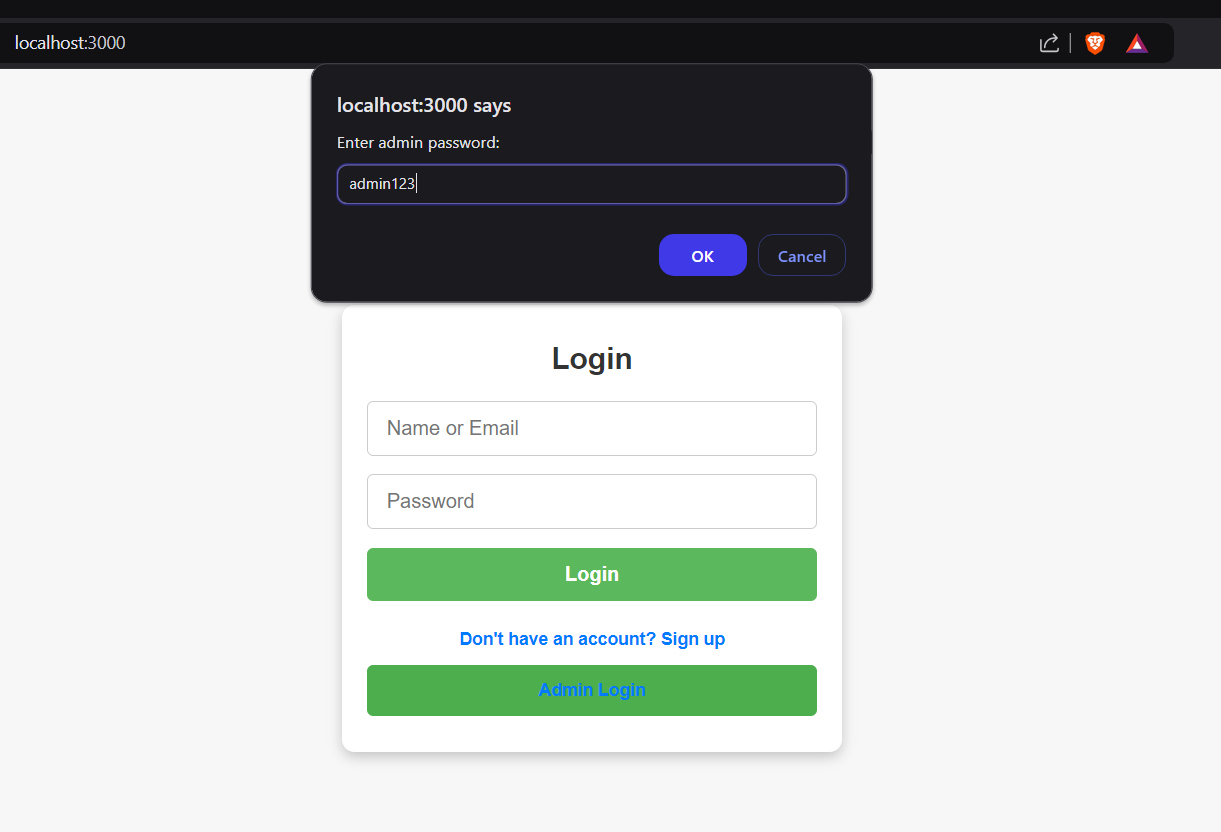 localhost:3000
localhost:3000 says
Enter admin password:
admin123
OK
Cancel
Login
Name or Email
Password
Login
Don't have an account? Sign up
Admin Login